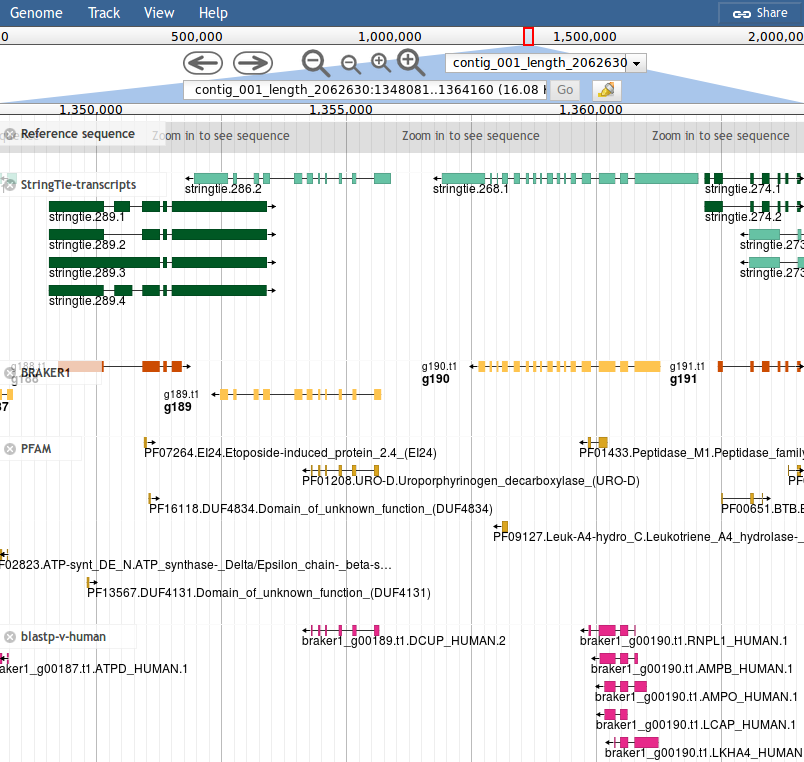 Genome Track View Help Share
0 500,000 1,000,000 1,500,000 2,000,00
contig_001_length_2062630
contig_001_length_2062630:1348081..1364160 (16.08 Go
1,350,000 1,355,000 1,360,000
Reference sequence Zoom in to see sequence Zoom in to see sequence Zoom in to see sequence
StringTie-transcripts
stringtie.286.2 stringtie.268.1 stringtie.274.1
stringtie.289.1 stringtie.274.2
stringtie.289.2 stringtie.273
stringtie.289.3 stringtie.273
stringtie.289.4
g188.t1 g190.t1 g191.t1
BRAKER1
g188 g190 g191
g189.t1
87 g189
PFAM
PF07264.EI24.Etoposide-induced_protein_2.4_(EI24) PF01433.Peptidase_M1.Peptidase_family
PF01208.URO-D.Uroporphyrinogen_decarboxylase_(URO-D) PF
PF16118.DUF4834.Domain_of_unknown_function_(DUF4834) PF00651.BTB.B
PF09127.Leuk-A4-hydro_C.Leukotriene_A4_hydrolase-_
F02823.ATP-synt_DE_N.ATP_synthase-_Delta/Epsilon_chain-_beta-s...
PF13567.DUF4131.Domain_of_unknown_function_(DUF4131)
blastp-v-human
braker1_g00189.t1.DCUP_HUMAN.2 braker1_g00190.t1.RNPL1_HUMAN.1
aker1_g00187.t1.ATPD_HUMAN.1 braker1_g00190.t1.AMPB_HUMAN.1
braker1_g00190.t1.AMPO_HUMAN.1
braker1_g00190.t1.LCAP_HUMAN.1
braker1_g00190.t1.LKHA4_HUMAN